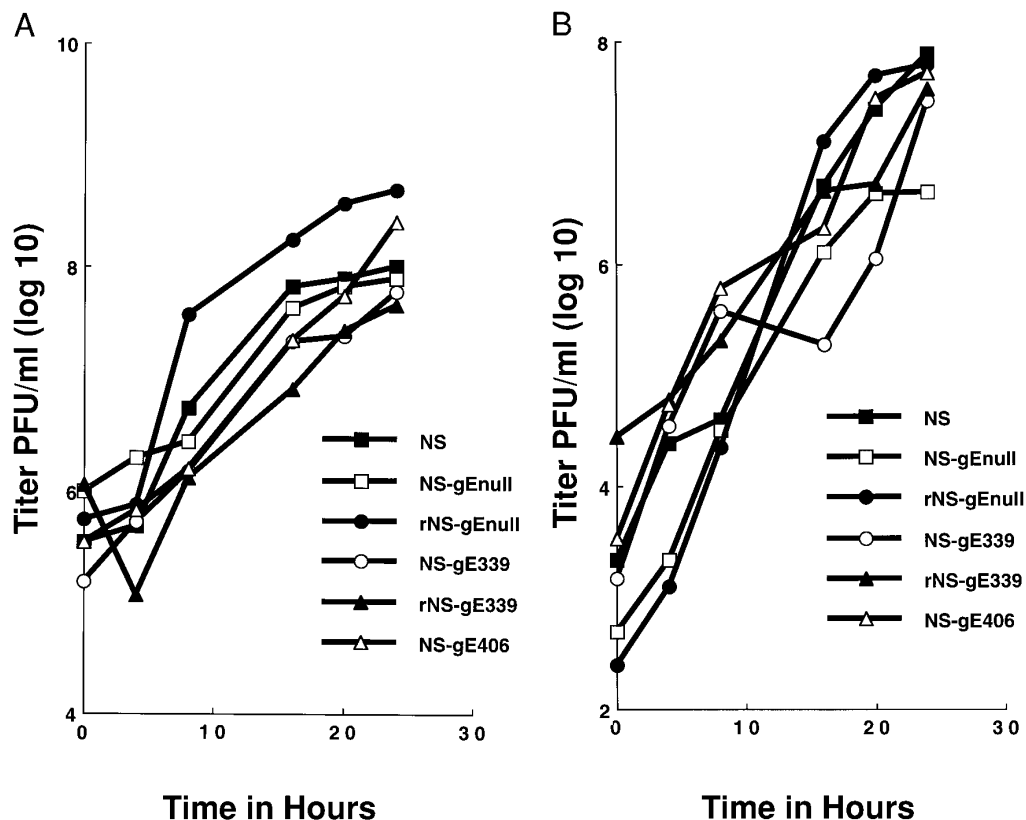 A
Titer PFU/ml (log 10)
10
8
6
4
0
10
20
30
Time in Hours
NS
NS-gEnull
rNS-gEnull
NS-gE339
rNS-gE339
NS-gE406
B
Titer PFU/ml (log 10)
8
6
4
2
0
10
20
30
Time in Hours
NS
NS-gEnull
rNS-gEnull
NS-gE339
rNS-gE339
NS-gE406